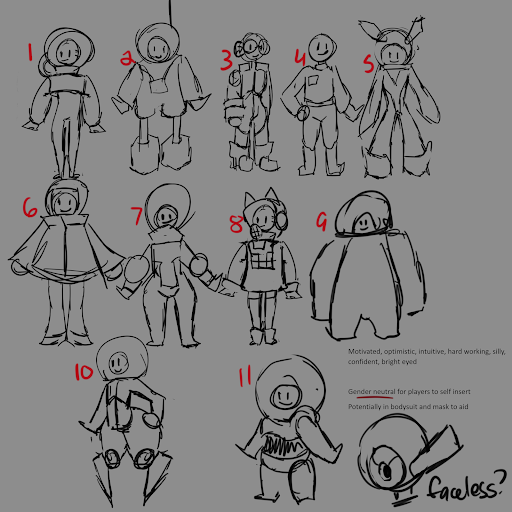 1
2
3
4
5
6
7
8
9
Motivated, optimistic, intuitive, hard working, silly,
confident, bright eyed
10
11
Gender neutral for players to self insert
Potentially in bodysuit and mask to aid
faceless?